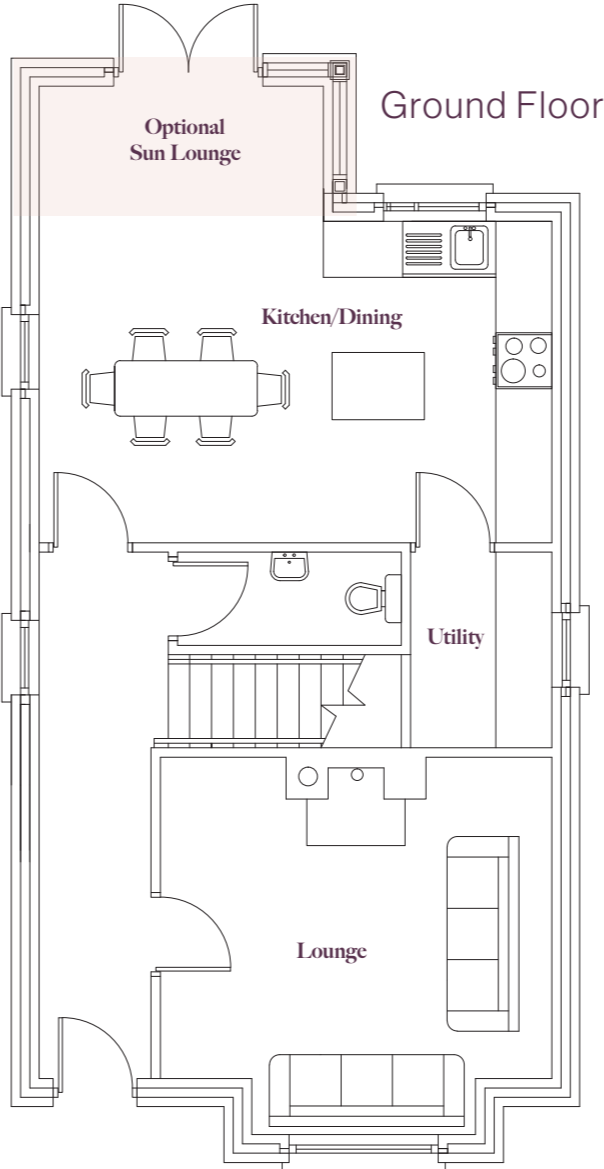 Ground Floor
Optional
Sun Lounge
Kitchen/Dining
Utility
Lounge